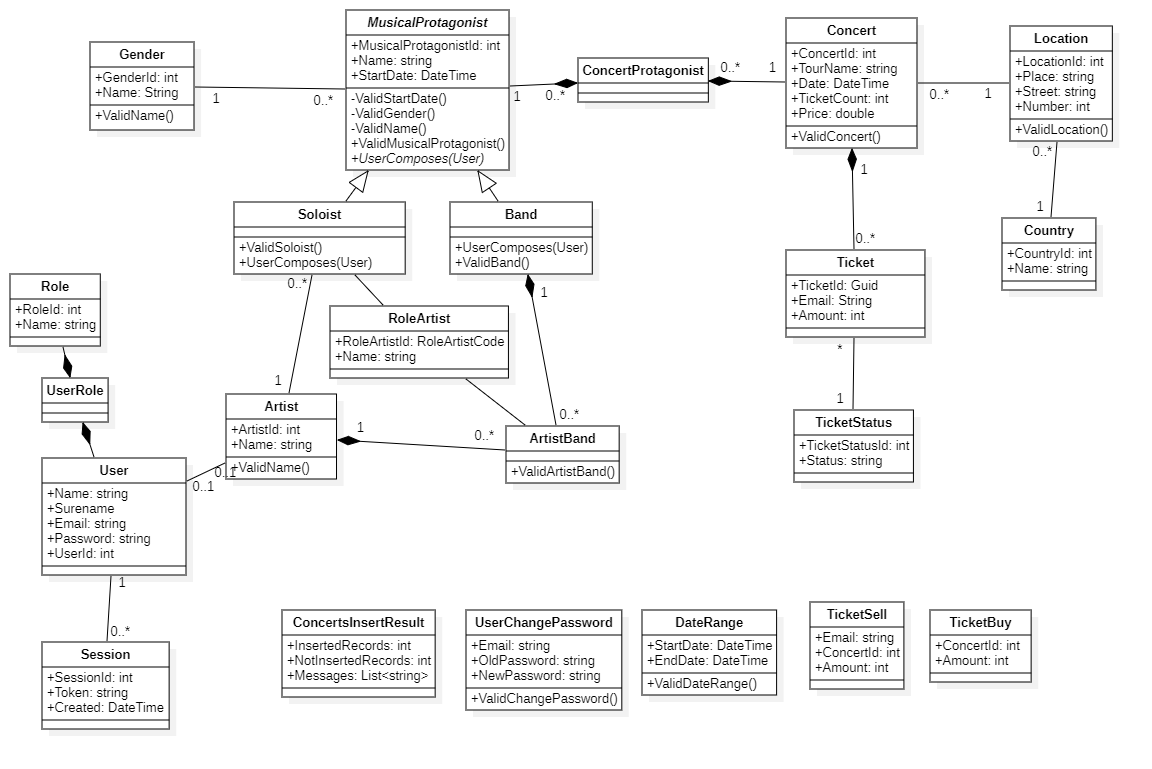 MusicalProtagonist
+MusicalProtagonistId: int
+Name: string
+StartDate: DateTime
-ValidStartDate()
-ValidGender()
-ValidName()
+ValidMusicalProtagonist()
+UserComposes(User)
Gender
+GenderId: int
+Name: String
+ValidName()
1
0..*
1
0..*
ConcertProtagonist
0..*
1
Concert
+ConcertId: int
+TourName: string
+Date: DateTime
+TicketCount: int
+Price: double
+ValidConcert()
0..*
1
Location
+LocationId: int
+Place: string
+Street: string
+Number: int
+ValidLocation()
0..*
1
Country
+CountryId: int
+Name: string
1
0..*
Ticket
+TicketId: Guid
+Email: String
+Amount: int
*
1
TicketStatus
+TicketStatusId: int
+Status: string
Soloist
+ValidSoloist()
+UserComposes(User)
0..*
1
Band
+UserComposes(User)
+ValidBand()
1
0..*
RoleArtist
+RoleArtistId: RoleArtistCode
+Name: string
Role
+RoleId: int
+Name: string
UserRole
Artist
+ArtistId: int
+Name: string
+ValidName()
1
0..*
ArtistBand
+ValidArtistBand()
0..1
0..1
User
+Name: string
+Surename
+Email: string
+Password: string
+UserId: int
1
0..*
Session
+SessionId: int
+Token: string
+Created: DateTime
ConcertsInsertResult
+InsertedRecords: int
+NotInsertedRecords: int
+Messages: List<string>
UserChangePassword
+Email: string
+OldPassword: string
+NewPassword: string
+ValidChangePassword()
DateRange
+StartDate: DateTime
+EndDate: DateTime
+ValidDateRange()
TicketSell
+Email: string
+ConcertId: int
+Amount: int
TicketBuy
+ConcertId: int
+Amount: int